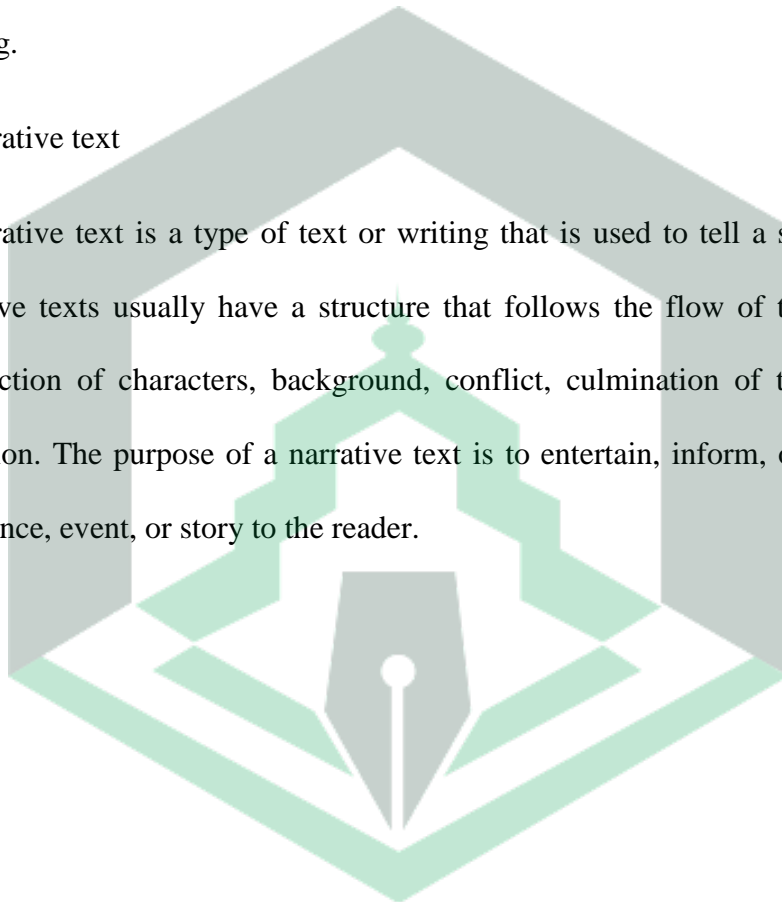 g.
rative text
rative text is a type of text or writing that is used to tell a s
ve texts usually have a structure that follows the flow of t
ction of characters, background, conflict, culmination of t
ion. The purpose of a narrative text is to entertain, inform, o
nce, event, or story to the reader.